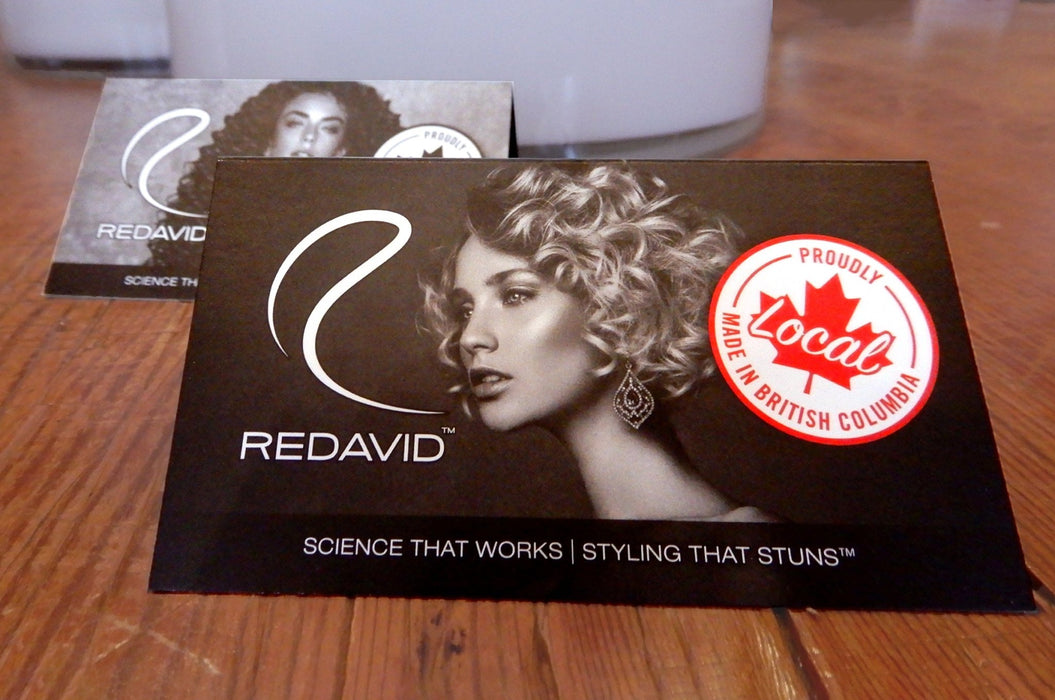 REDAVID
PROUDLY
SCIENCE TH
REDAVID™
PROUDLY
Local
MADE IN BRITISH COLUMBIA
SCIENCE THAT WORKS | STYLING THAT STUNS™